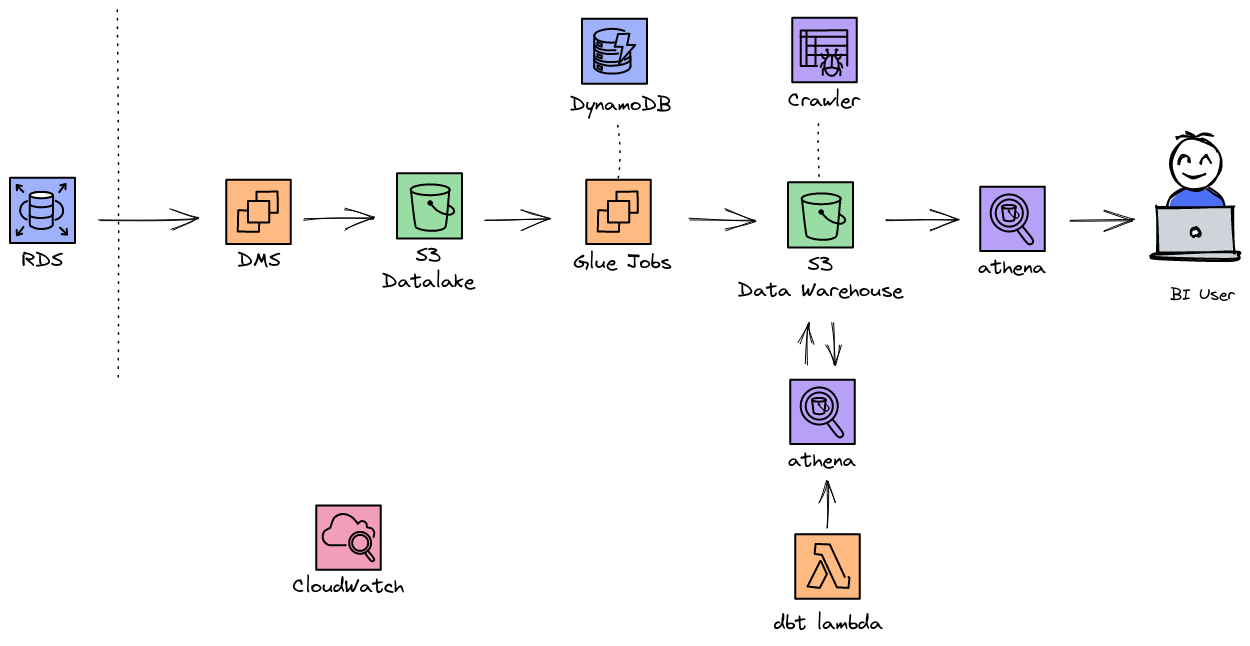 DynamoDB
Crawler
RDS
DMS
S3
Datalake
Glue Jobs
S3
Data Warehouse
athena
BI User
athena
CloudWatch
dbt lambda